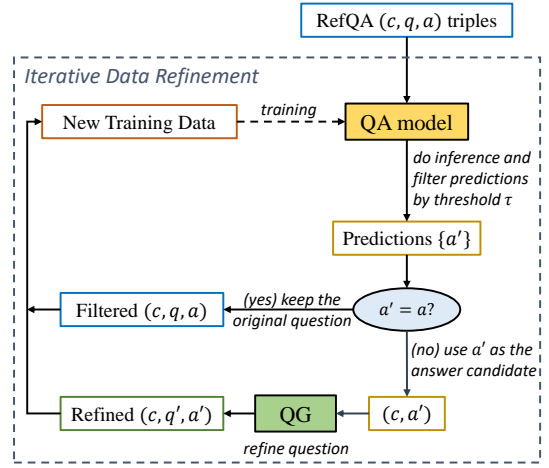 RefQA (c, q, a) triples
Iterative Data Refinement
New Training Data
training
QA model
do inference and
filter predictions
by threshold τ
Predictions {a′}
Filtered (c, q, a)
(yes) keep the
original question
a′ = a?
(no) use a′ as the
answer candidate
Refined (c, q′, a′)
QG
(c, a′)
refine question